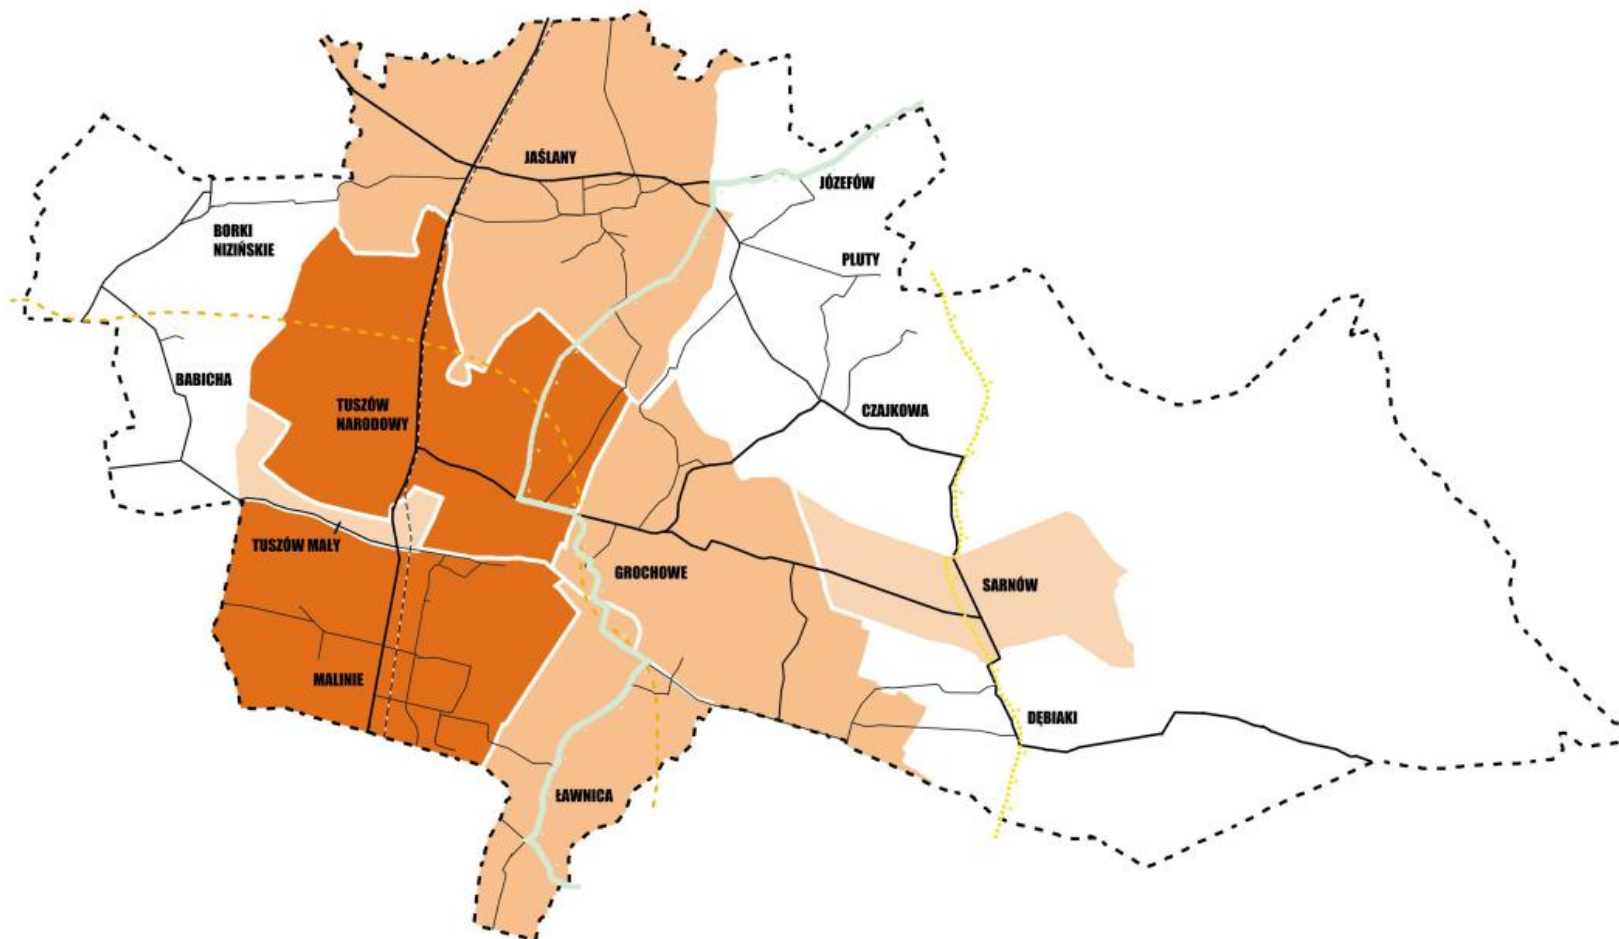 JAŚLANY
JÓZEFÓW
BORKI
NIZIŃSKIE
PLUTY
BABICHA
TUSZÓW
NARODOWY
CZAJKOWA
TUSZÓW MAŁY
GROCHOWE
SARNÓW
MALINIE
DĘBIAKI
ŁAWNICA